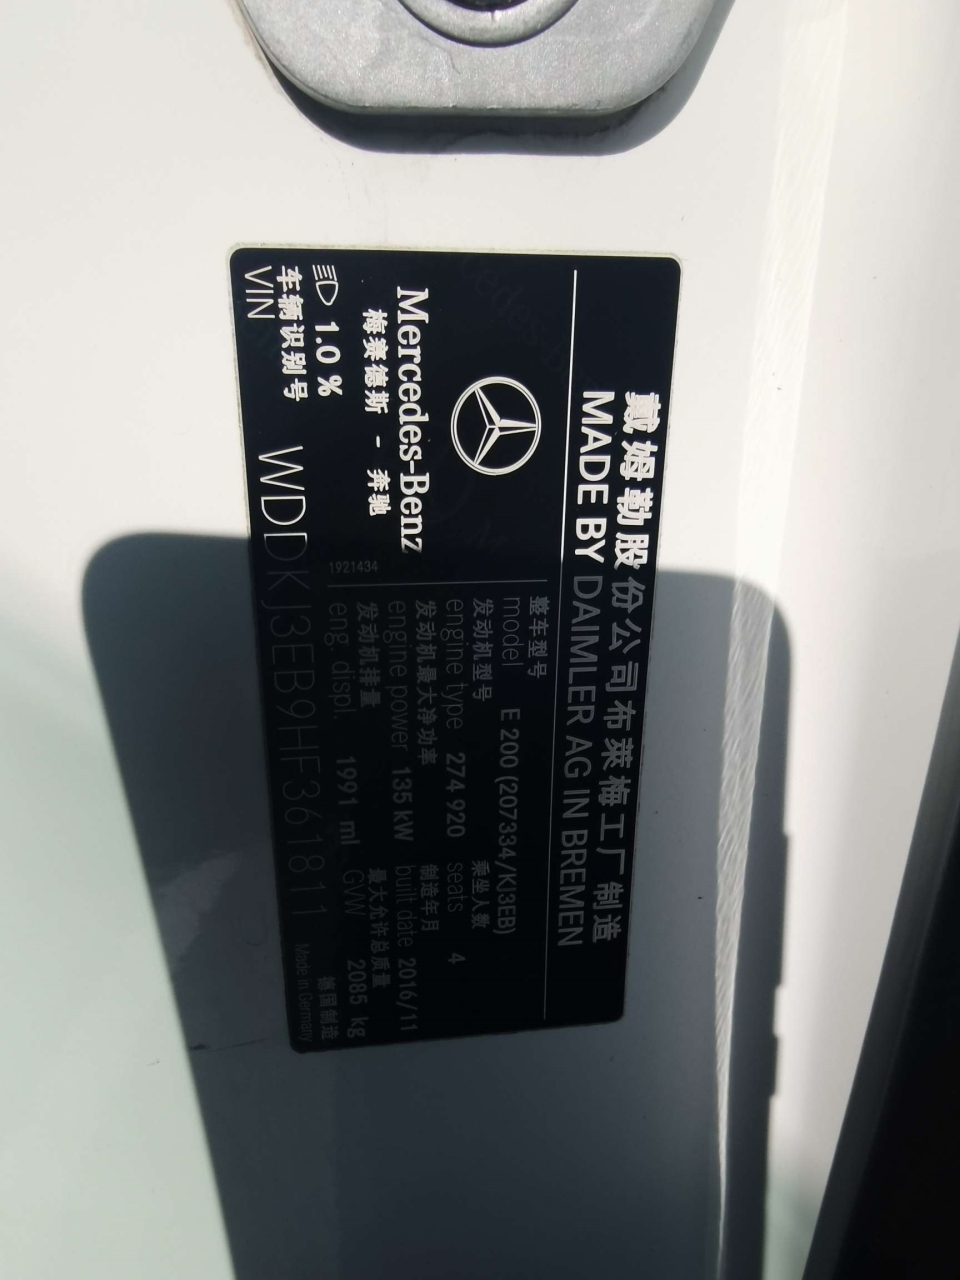 戴姆勒股份公司布莱梅工厂制造
MADE BY DAIMLER AG IN BREMEN
Mercedes-Benz
梅赛德斯 - 奔驰
1.0 %
1921434
整车型号
model E 200 (207334/KJ3EB)
发动机型号 乘坐人数
engine type 274 920 seats 4
发动机最大净功率 制造年月
engine power 135 kW built date 2016/11
发动机排量 最大允许总质量
eng. displ. 1991 ml GVW 2085 kg
车辆识别号 德国制造
VIN WDDKJ3EB9HF361811 Made in Germany